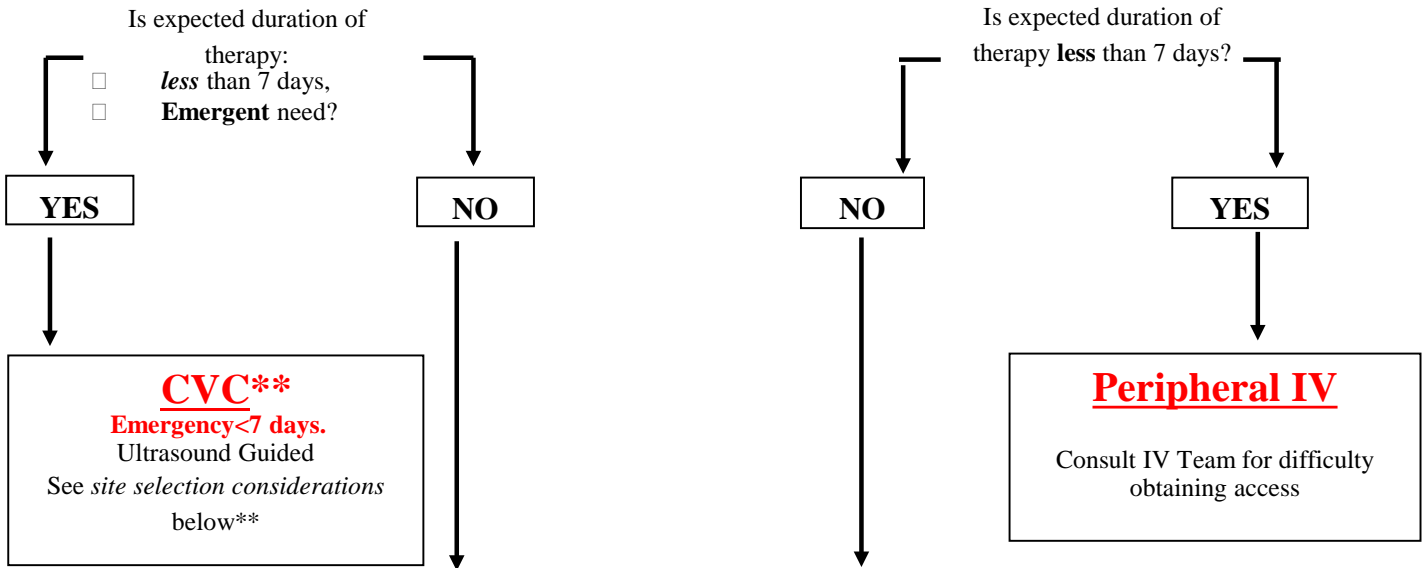 Is expected duration of
therapy:
□ less than 7 days,
□ Emergent need?
YES
NO
CVC**
Emergency<7 days.
Ultrasound Guided
See site selection considerations
below**
Is expected duration of
therapy less than 7 days?
NO
YES
Peripheral IV
Consult IV Team for difficulty
obtaining access